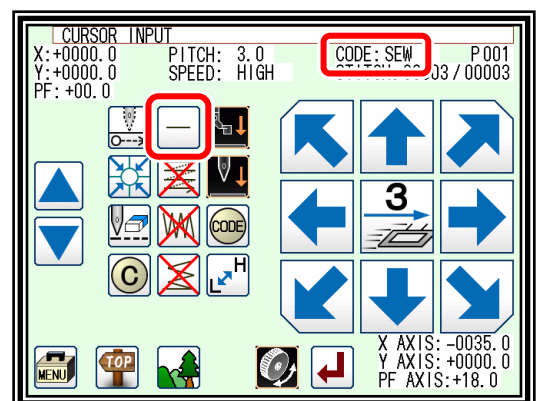 CURSOR INPUT
X:+0000.0 PITCH: 3.0 CODE:SEW P001
Y:+0000.0 SPEED: HIGH 03/00003
PF:+00.0
3
CODE
C
L H
MENU
TOP
X AXIS:-0035.0
Y AXIS:+0000.0
PF AXIS:+18.0